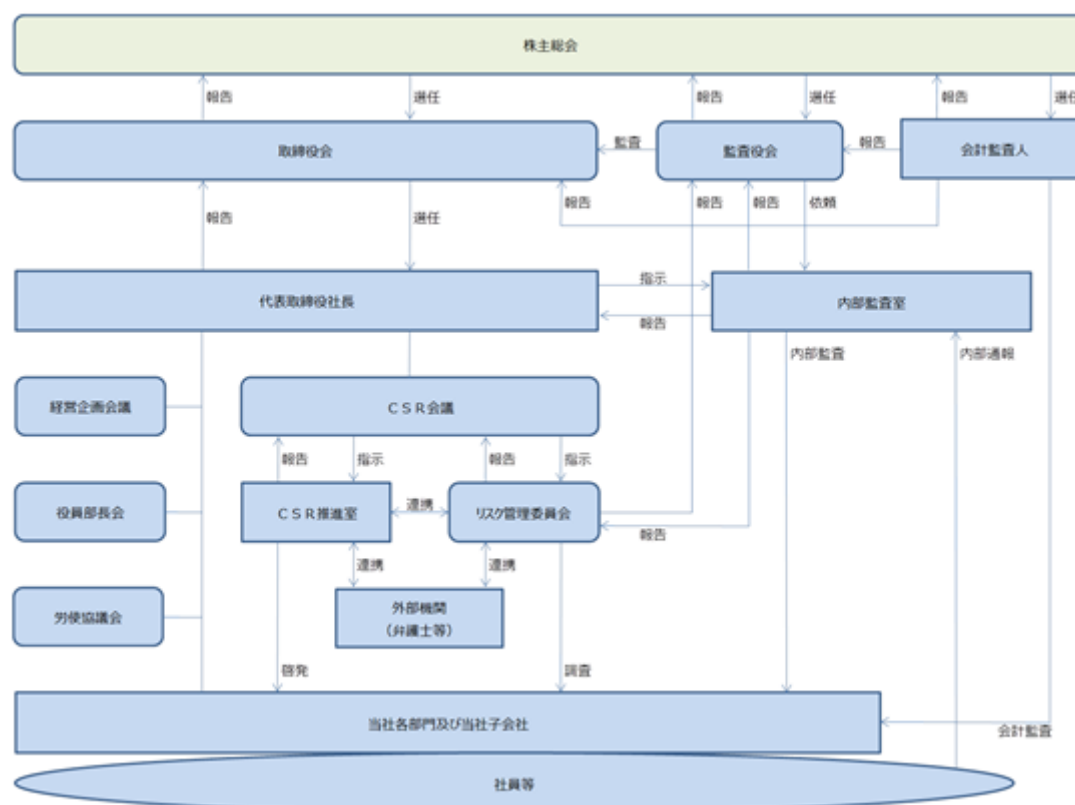 株主総会
報告
選任
報告
選任
報告
選任
取締役会
監査
監査役会
報告
会計監査人
報告
選任
報告
報告
報告
依頼
代表取締役社長
指示
報告
内部監査室
内部監査
内部通報
経営企画会議
CSR会議
報告
指示
報告
指示
役員部長会
CSR推進室
連携
リスク管理委員会
報告
連携
連携
労使協議会
外部機関
(弁護士等)
啓発
調査
当社各部門及び当社子会社
会計監査
社員等